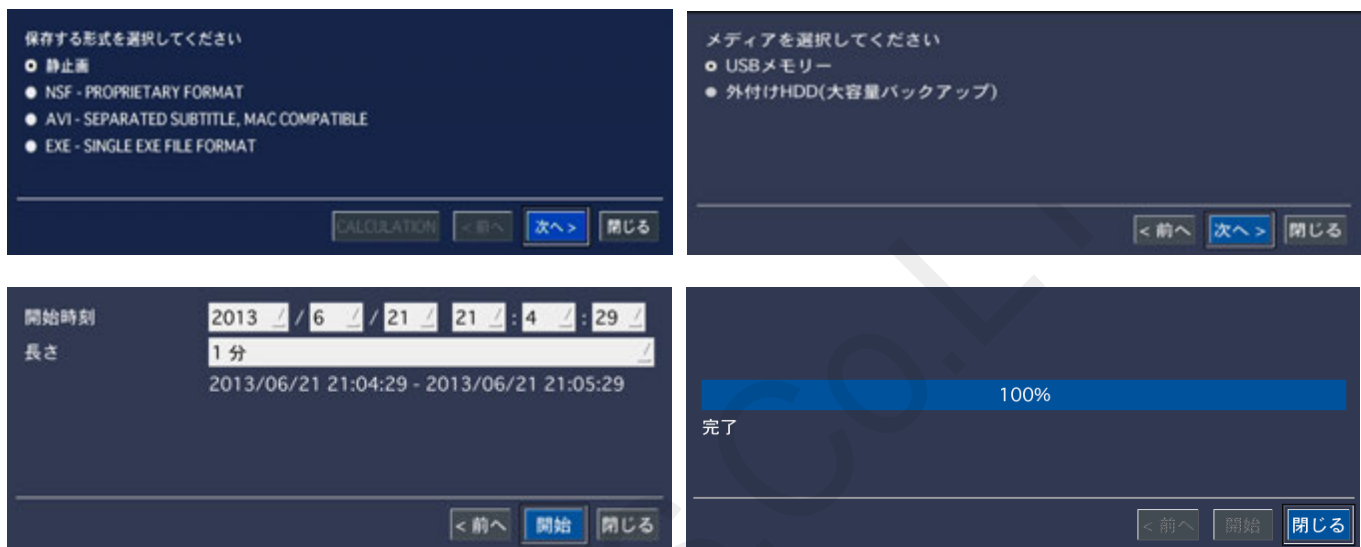 保存する形式を選択してください
静止画
NSF - PROPRIETARY FORMAT
AVI - SEPARATED SUBTITLE, MAC COMPATIBLE
EXE - SINGLE EXE FILE FORMAT
CALCULATION < 前へ 次へ > 閉じる
メディアを選択してください
USBメモリー
外付けHDD(大容量バックアップ)
< 前へ 次へ > 閉じる
開始時刻 2013 / 6 / 21 21 : 4 : 29
長さ 1 分
2013/06/21 21:04:29 - 2013/06/21 21:05:29
< 前へ 開始 閉じる
100%
完了
< 前へ 開始 閉じる